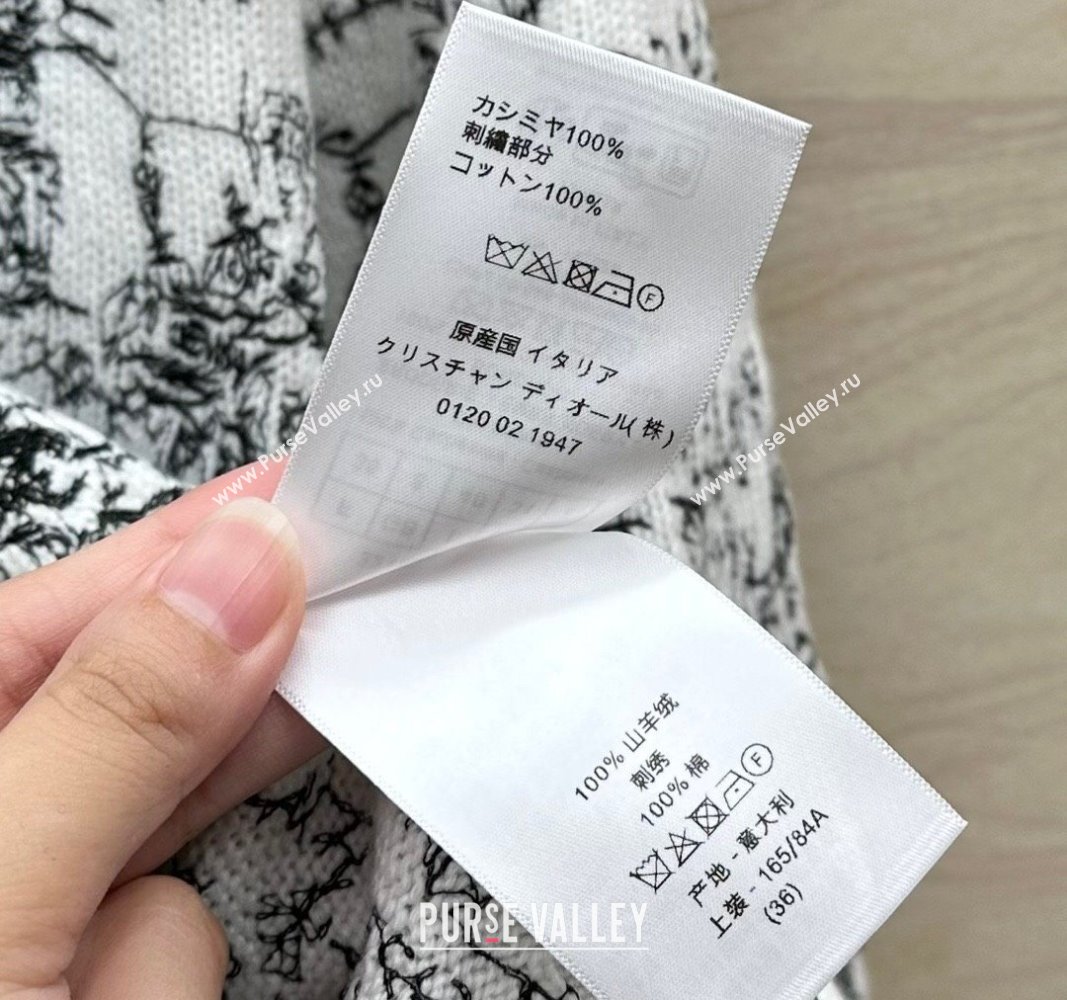 カシミヤ100%
刺繍部分
コットン100%
F
原産国 イタリア
クリスチャン ディオール(株)
0120 02 1947
www.PurseValley.ru
www.PurseValley.ru
100% 山羊绒
刺绣
100% 棉
F
产地 - 意大利
上装 - 165/84A
(36)
PURSE VALLEY